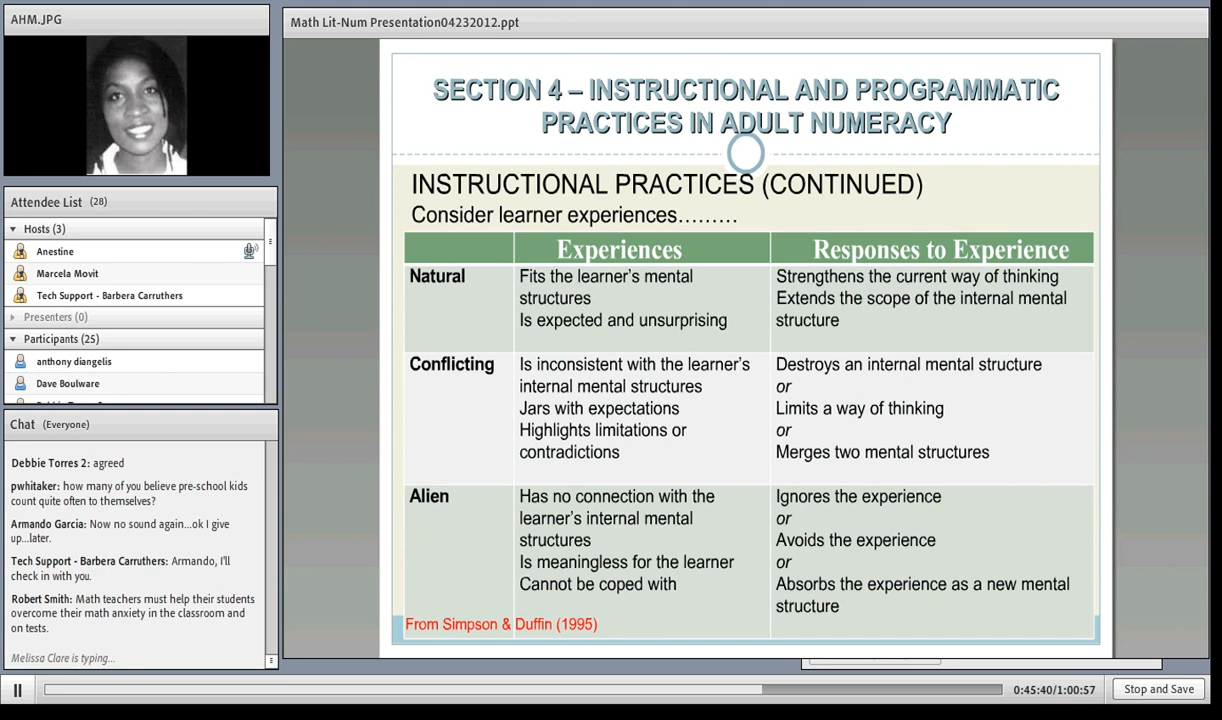 AHM.JPG
Attendee List (28)
Hosts (3)
Anestine
Marcela Movit
Tech Support - Barbera Carruthers
Presenters (0)
Participants (25)
anthony diangelis
Dave Boulware
Chat (Everyone)
Debbie Torres 2: agreed
pwhitaker: how many of you believe pre-school kids
count quite often to themselves?
Armando Garcia: Now no sound again...ok I give
up...later.
Tech Support - Barbera Carruthers: Armando, I'll
check in with you.
Robert Smith: Math teachers must help their students
overcome their math anxiety in the classroom and
on tests.
Melissa Clare is typing...
Math Lit-Num Presentation04232012.ppt
SECTION 4 – INSTRUCTIONAL AND PROGRAMMATIC
PRACTICES IN ADULT NUMERACY
INSTRUCTIONAL PRACTICES (CONTINUED)
Consider learner experiences………
Experiences
Responses to Experience
Natural
Fits the learner's mental
structures
Is expected and unsurprising
Strengthens the current way of thinking
Extends the scope of the internal mental
structure
Conflicting
Is inconsistent with the learner's
internal mental structures
Jars with expectations
Highlights limitations or
contradictions
Destroys an internal mental structure
or
Limits a way of thinking
or
Merges two mental structures
Alien
Has no connection with the
learner's internal mental
structures
Is meaningless for the learner
Cannot be coped with
Ignores the experience
or
Avoids the experience
or
Absorbs the experience as a new mental
structure
From Simpson & Duffin (1995)
0:45:40/1:00:57
Stop and Save